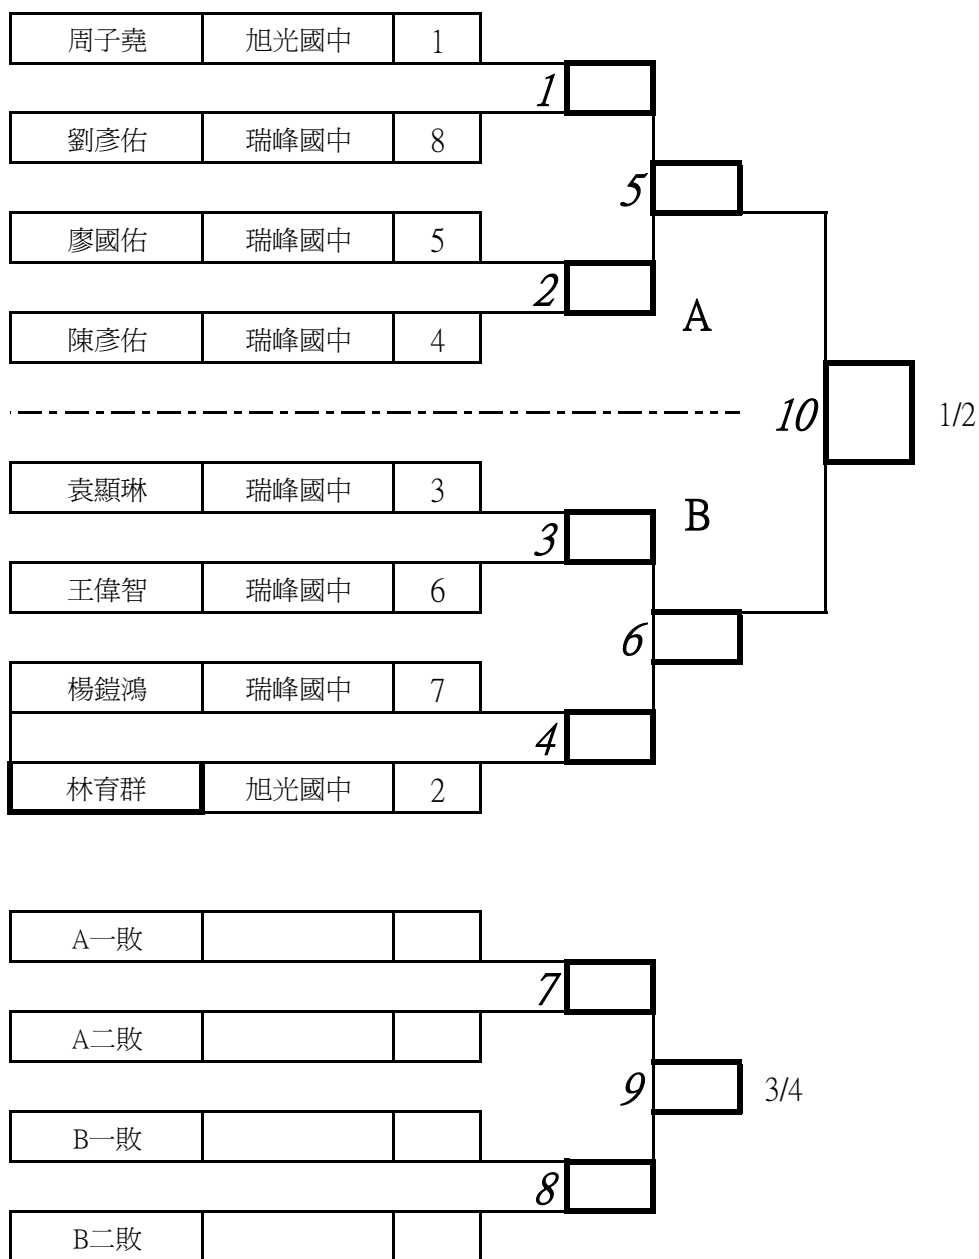 周子堯 旭光國中 1
1
劉彥佑 瑞峰國中 8
5
廖國佑 瑞峰國中 5
2
A
陳彥佑 瑞峰國中 4
10 1/2
袁顯琳 瑞峰國中 3
B
3
王偉智 瑞峰國中 6
6
楊鎧鴻 瑞峰國中 7
4
林育群 旭光國中 2
A一敗
7
A二敗
9 3/4
B一敗
8
B二敗